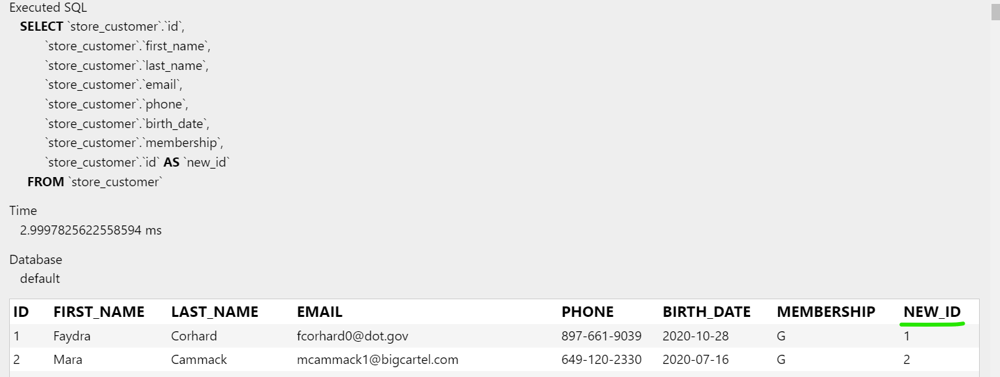 Executed SQL
SELECT `store_customer`.`id`,
`store_customer`.`first_name`,
`store_customer`.`last_name`,
`store_customer`.`email`,
`store_customer`.`phone`,
`store_customer`.`birth_date`,
`store_customer`.`membership`,
`store_customer`.`id` AS `new_id`
FROM `store_customer`
Time
2.9997825622558594 ms
Database
default
ID FIRST_NAME LAST_NAME EMAIL PHONE BIRTH_DATE MEMBERSHIP NEW_ID
1 Faydra Corhard fcorhard0@dot.gov 897-661-9039 2020-10-28 G 1
2 Mara Cammack mcammack1@bigcartel.com 649-120-2330 2020-07-16 G 2